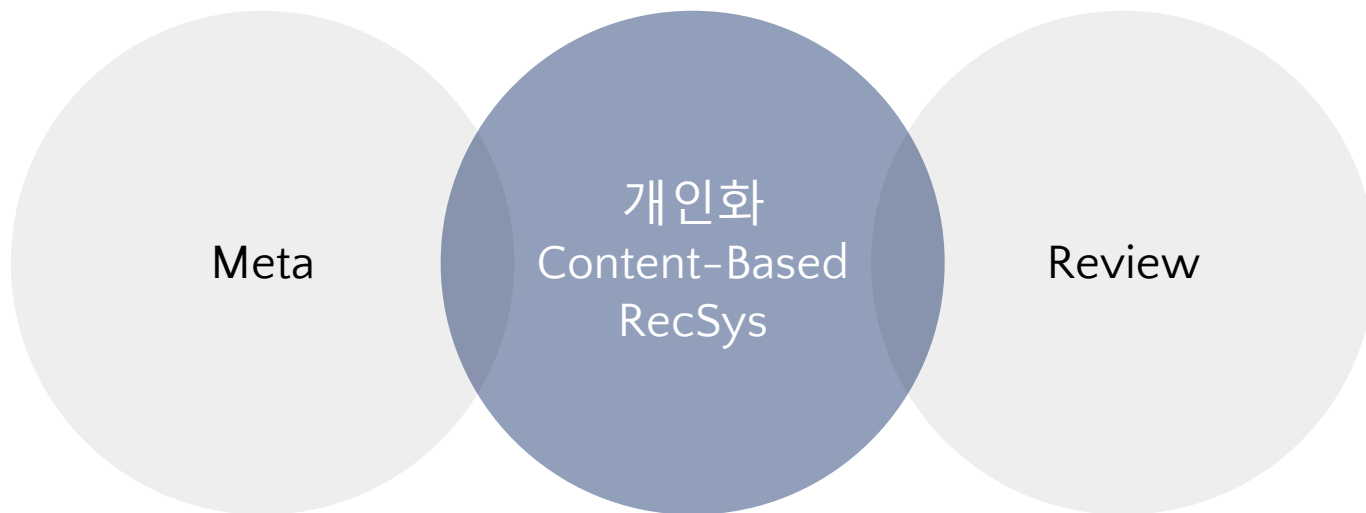 Meta
개인화
Content-Based
RecSys
Review